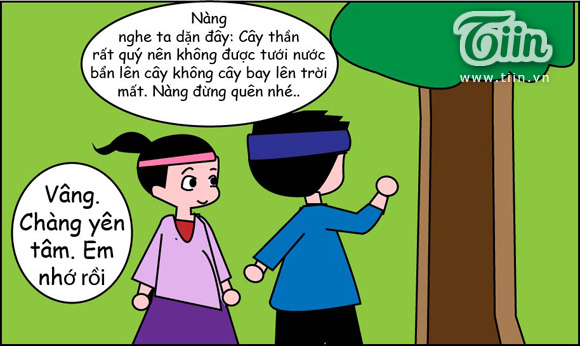 Nàng
nghe ta dặn đây: Cây thần
rất quý nên không được tưới nước
bẩn lên cây không cây bay lên trời
mất. Nàng đừng quên nhé..
Vâng.
Chàng yên
tâm. Em
nhớ rồi
Tiin
www.tiin.vn